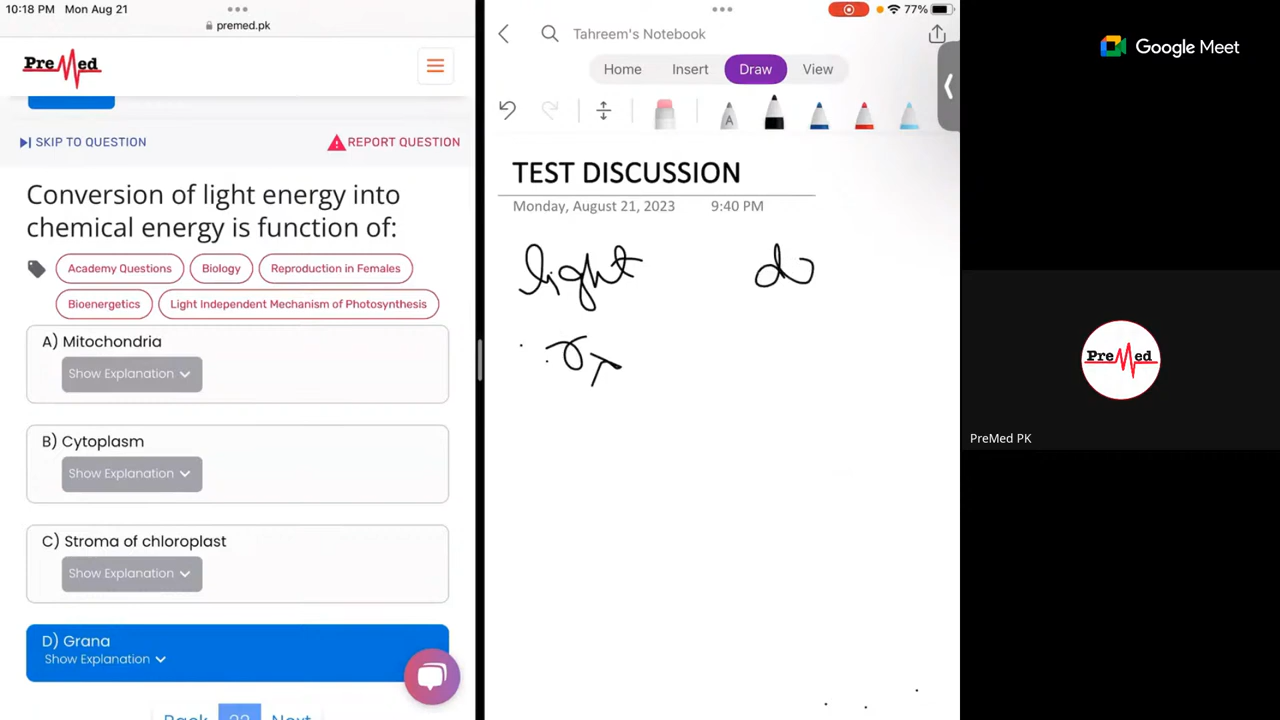 10:18 PM Mon Aug 21
premed.pk
PreMed
SKIP TO QUESTION
REPORT QUESTION
Conversion of light energy into
chemical energy is function of:
Academy Questions
Biology
Reproduction in Females
Bioenergetics
Light Independent Mechanism of Photosynthesis
A) Mitochondria
Show Explanation
B) Cytoplasm
Show Explanation
C) Stroma of chloroplast
Show Explanation
D) Grana
Show Explanation
Back 22 Next
77%
Tahreem's Notebook
Home Insert Draw View
A
TEST DISCUSSION
Monday, August 21, 2023 9:40 PM
light
Google Meet
PreMed
PreMed PK